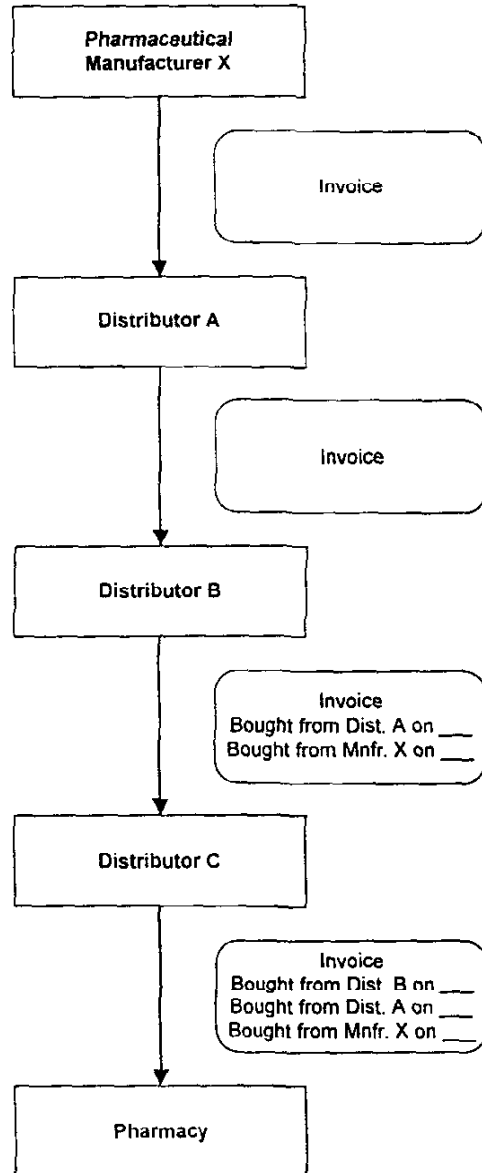 Pharmaceutical
Manufacturer X
Invoice
Distributor A
Invoice
Distributor B
Invoice
Bought from Dist. A on ___
Bought from Mnfr. X on ___
Distributor C
Invoice
Bought from Dist. B on ___
Bought from Dist. A on ___
Bought from Mnfr. X on ___
Pharmacy